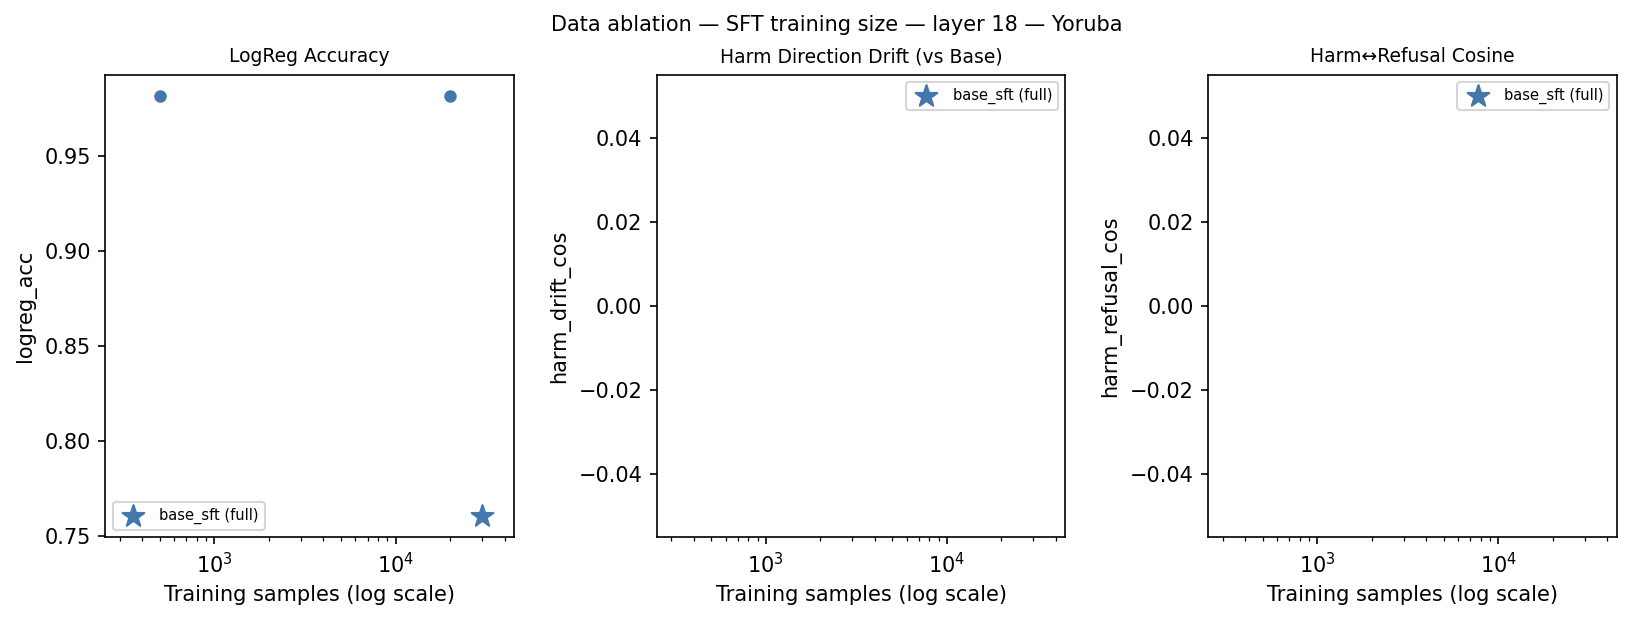 Data ablation — SFT training size — layer 18 — Yoruba
LogReg Accuracy
logreg_acc
0.95
0.90
0.85
0.80
0.75
base_sft (full)
10³
10⁴
Training samples (log scale)
Harm Direction Drift (vs Base)
harm_drift_cos
0.04
0.02
0.00
−0.02
−0.04
base_sft (full)
10³
10⁴
Training samples (log scale)
Harm↔Refusal Cosine
harm_refusal_cos
0.04
0.02
0.00
−0.02
−0.04
base_sft (full)
10³
10⁴
Training samples (log scale)